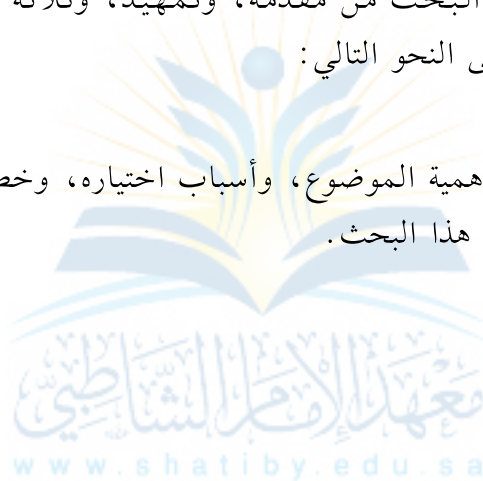 البحث من مقدمة، وتمهيد، وثلاثة
النحو التالي:
أهمية الموضوع، وأسباب اختياره، وخط
هذا البحث.
معهد الإمام الشاطبي
www.shatiby.edu.sa